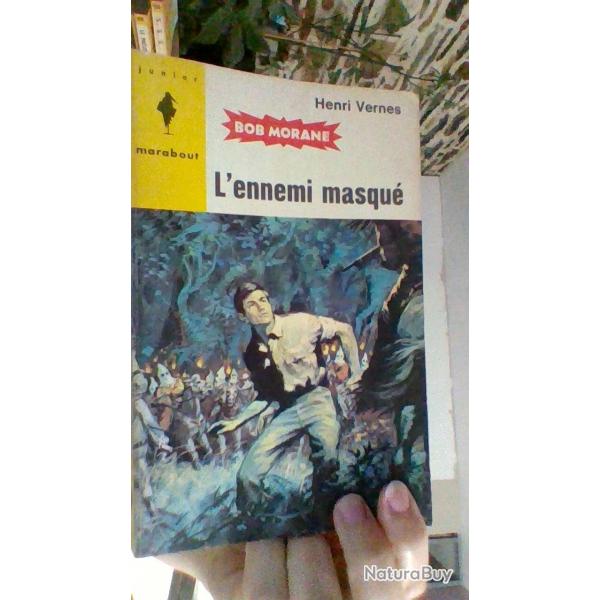 junior
marabout
Henri Vernes
BOB MORANE
L'ennemi masqué
NaturaBuy